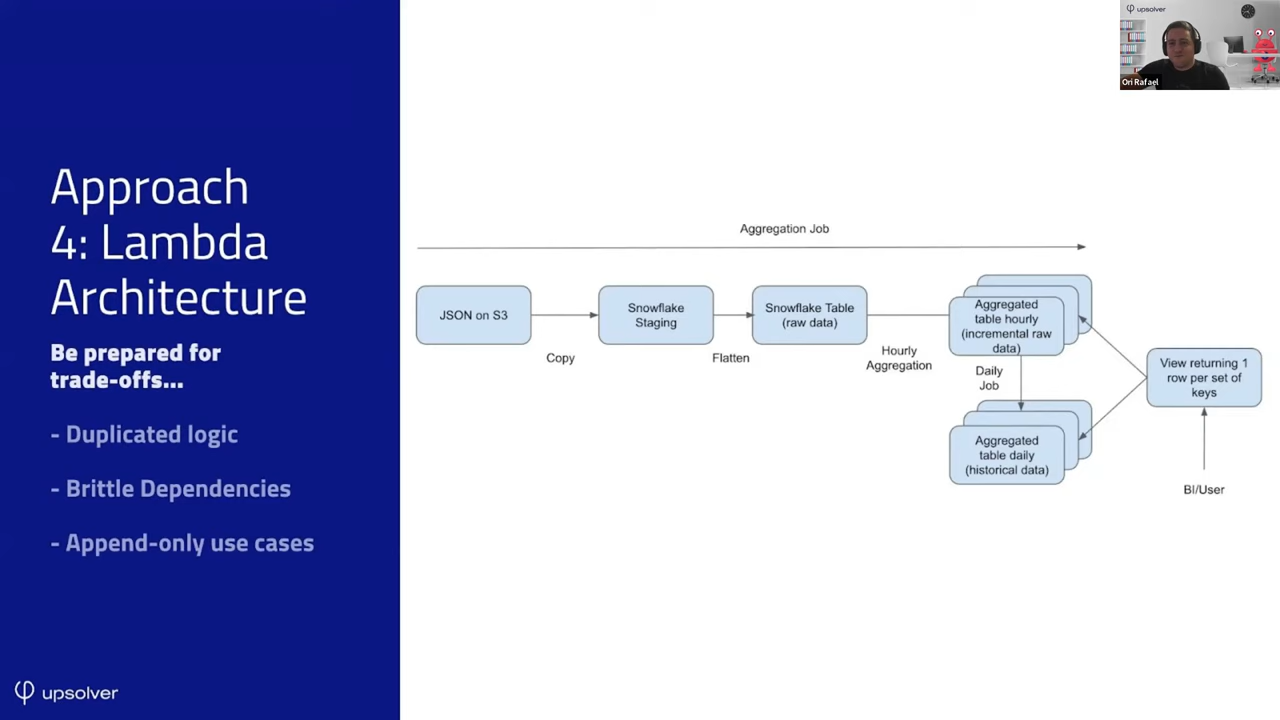 Approach
4: Lambda
Architecture
Be prepared for
trade-offs...
- Duplicated logic
- Brittle Dependencies
- Append-only use cases
upsolver
Aggregation Job
JSON on S3
Copy
Snowflake
Staging
Flatten
Snowflake Table
(raw data)
Hourly
Aggregation
Aggregated
table hourly
(incremental raw
data)
Daily
Job
Aggregated
table daily
(historical data)
View returning 1
row per set of
keys
BI/User
upsolver
Ori Rafael